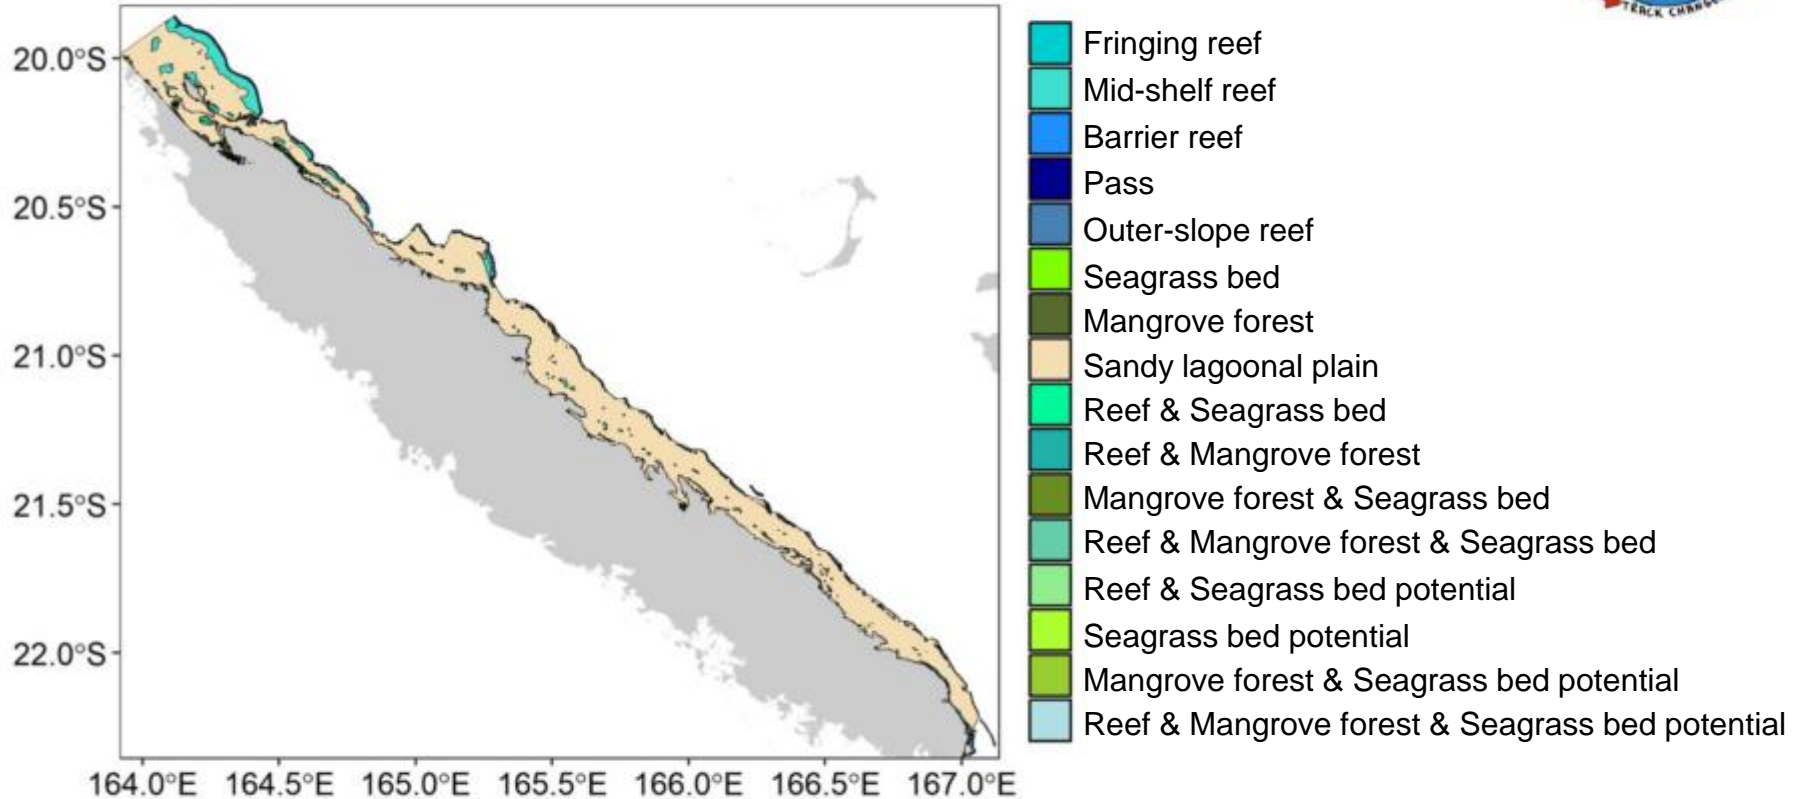 TRACK CHANG
20.0°S
20.5°S
21.0°S
21.5°S
22.0°S
164.0°E 164.5°E 165.0°E 165.5°E 166.0°E 166.5°E 167.0°E
Fringing reef
Mid-shelf reef
Barrier reef
Pass
Outer-slope reef
Seagrass bed
Mangrove forest
Sandy lagoonal plain
Reef & Seagrass bed
Reef & Mangrove forest
Mangrove forest & Seagrass bed
Reef & Mangrove forest & Seagrass bed
Reef & Seagrass bed potential
Seagrass bed potential
Mangrove forest & Seagrass bed potential
Reef & Mangrove forest & Seagrass bed potential